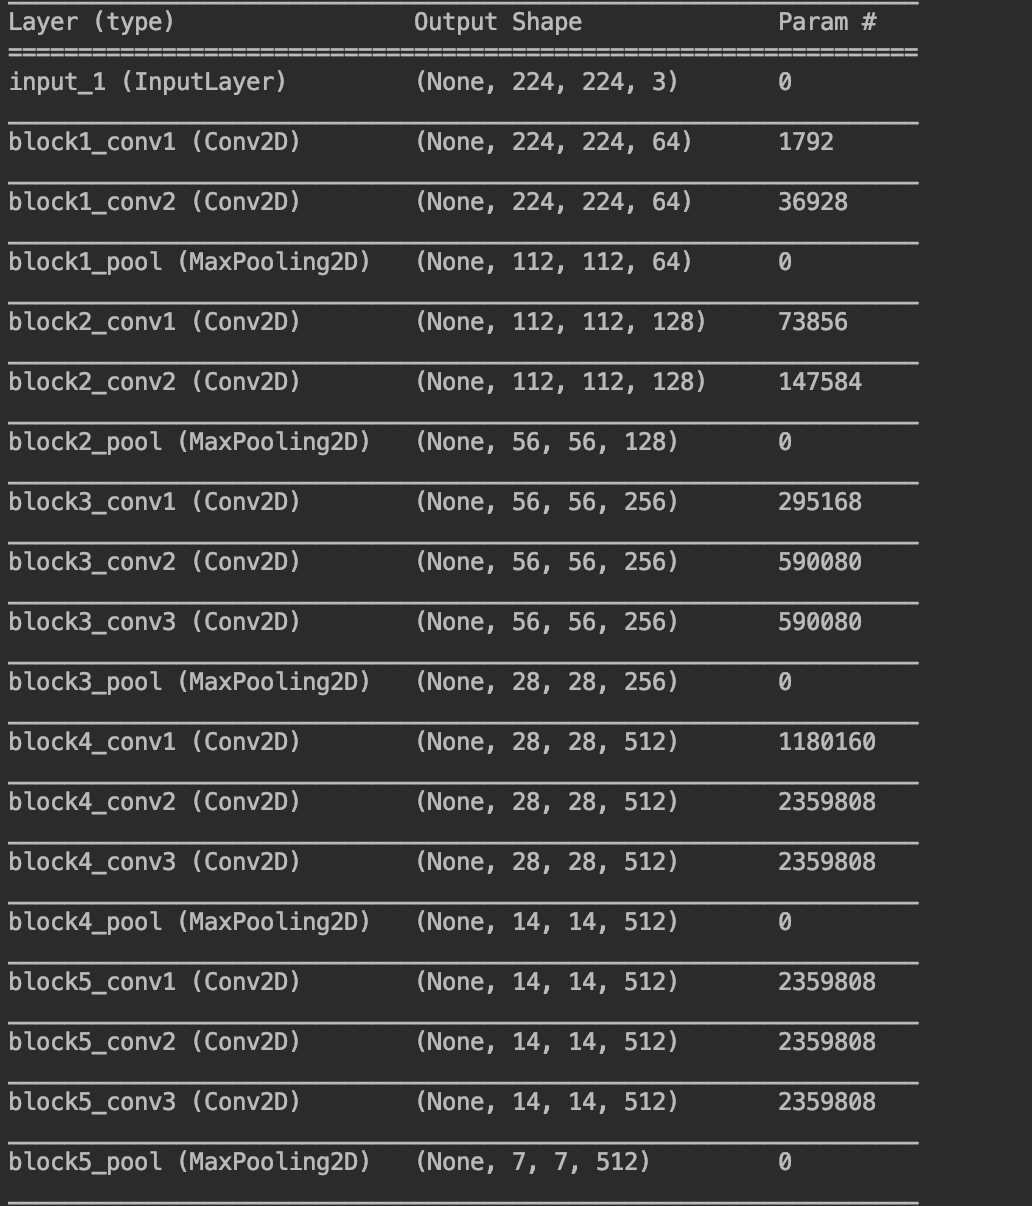 Layer (type) Output Shape Param #
=================================================================
input_1 (InputLayer) (None, 224, 224, 3) 0
block1_conv1 (Conv2D) (None, 224, 224, 64) 1792
block1_conv2 (Conv2D) (None, 224, 224, 64) 36928
block1_pool (MaxPooling2D) (None, 112, 112, 64) 0
block2_conv1 (Conv2D) (None, 112, 112, 128) 73856
block2_conv2 (Conv2D) (None, 112, 112, 128) 147584
block2_pool (MaxPooling2D) (None, 56, 56, 128) 0
block3_conv1 (Conv2D) (None, 56, 56, 256) 295168
block3_conv2 (Conv2D) (None, 56, 56, 256) 590080
block3_conv3 (Conv2D) (None, 56, 56, 256) 590080
block3_pool (MaxPooling2D) (None, 28, 28, 256) 0
block4_conv1 (Conv2D) (None, 28, 28, 512) 1180160
block4_conv2 (Conv2D) (None, 28, 28, 512) 2359808
block4_conv3 (Conv2D) (None, 28, 28, 512) 2359808
block4_pool (MaxPooling2D) (None, 14, 14, 512) 0
block5_conv1 (Conv2D) (None, 14, 14, 512) 2359808
block5_conv2 (Conv2D) (None, 14, 14, 512) 2359808
block5_conv3 (Conv2D) (None, 14, 14, 512) 2359808
block5_pool (MaxPooling2D) (None, 7, 7, 512) 0